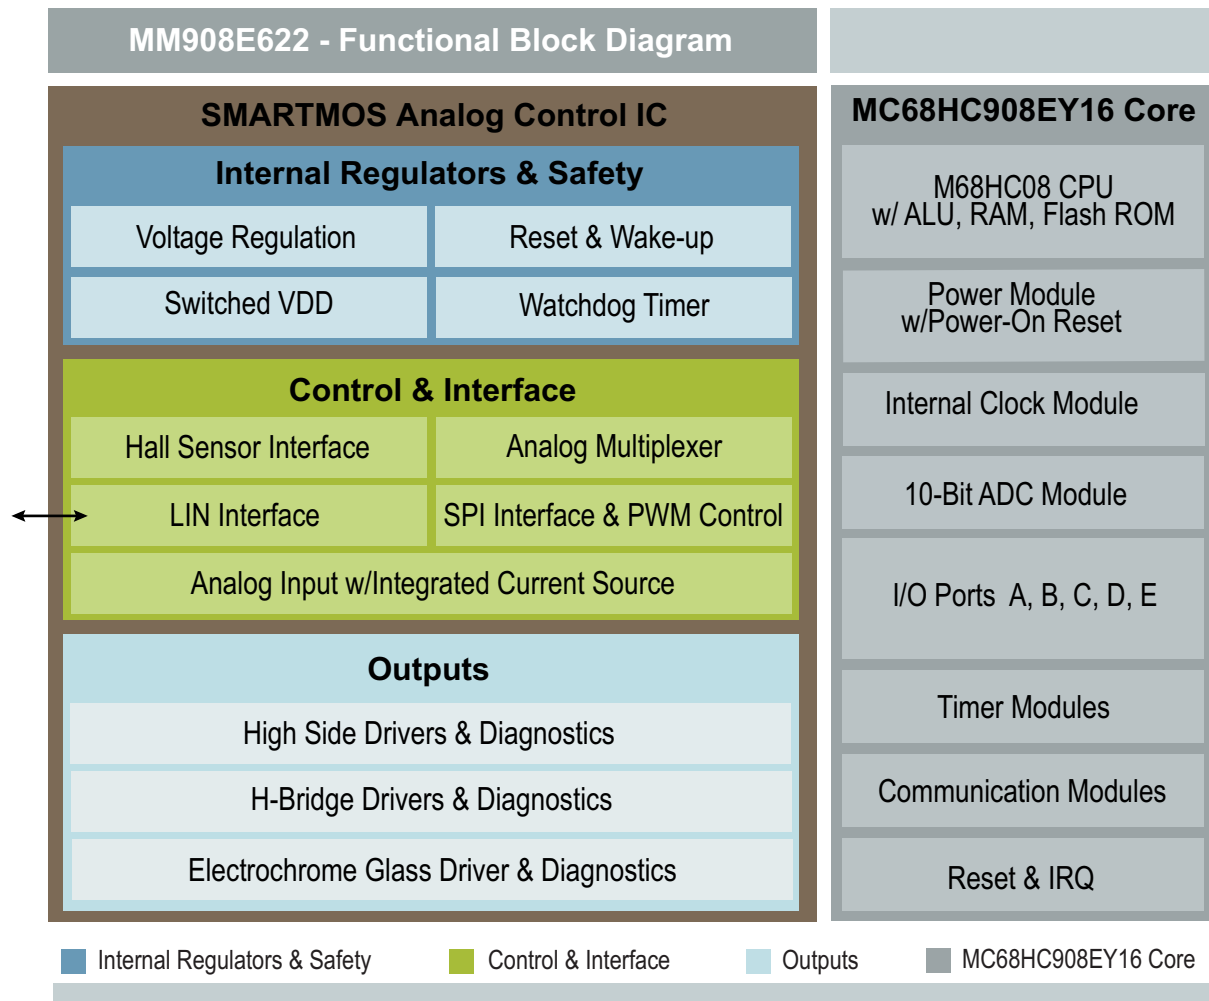 MM908E622 - Functional Block Diagram
SMARTMOS Analog Control IC
Internal Regulators & Safety
Voltage Regulation
Reset & Wake-up
Switched VDD
Watchdog Timer
Control & Interface
Hall Sensor Interface
Analog Multiplexer
LIN Interface
SPI Interface & PWM Control
Analog Input w/Integrated Current Source
Outputs
High Side Drivers & Diagnostics
H-Bridge Drivers & Diagnostics
Electrochrome Glass Driver & Diagnostics
MC68HC908EY16 Core
M68HC08 CPU
w/ ALU, RAM, Flash ROM
Power Module
w/Power-On Reset
Internal Clock Module
10-Bit ADC Module
I/O Ports A, B, C, D, E
Timer Modules
Communication Modules
Reset & IRQ
Internal Regulators & Safety
Control & Interface
Outputs
MC68HC908EY16 Core